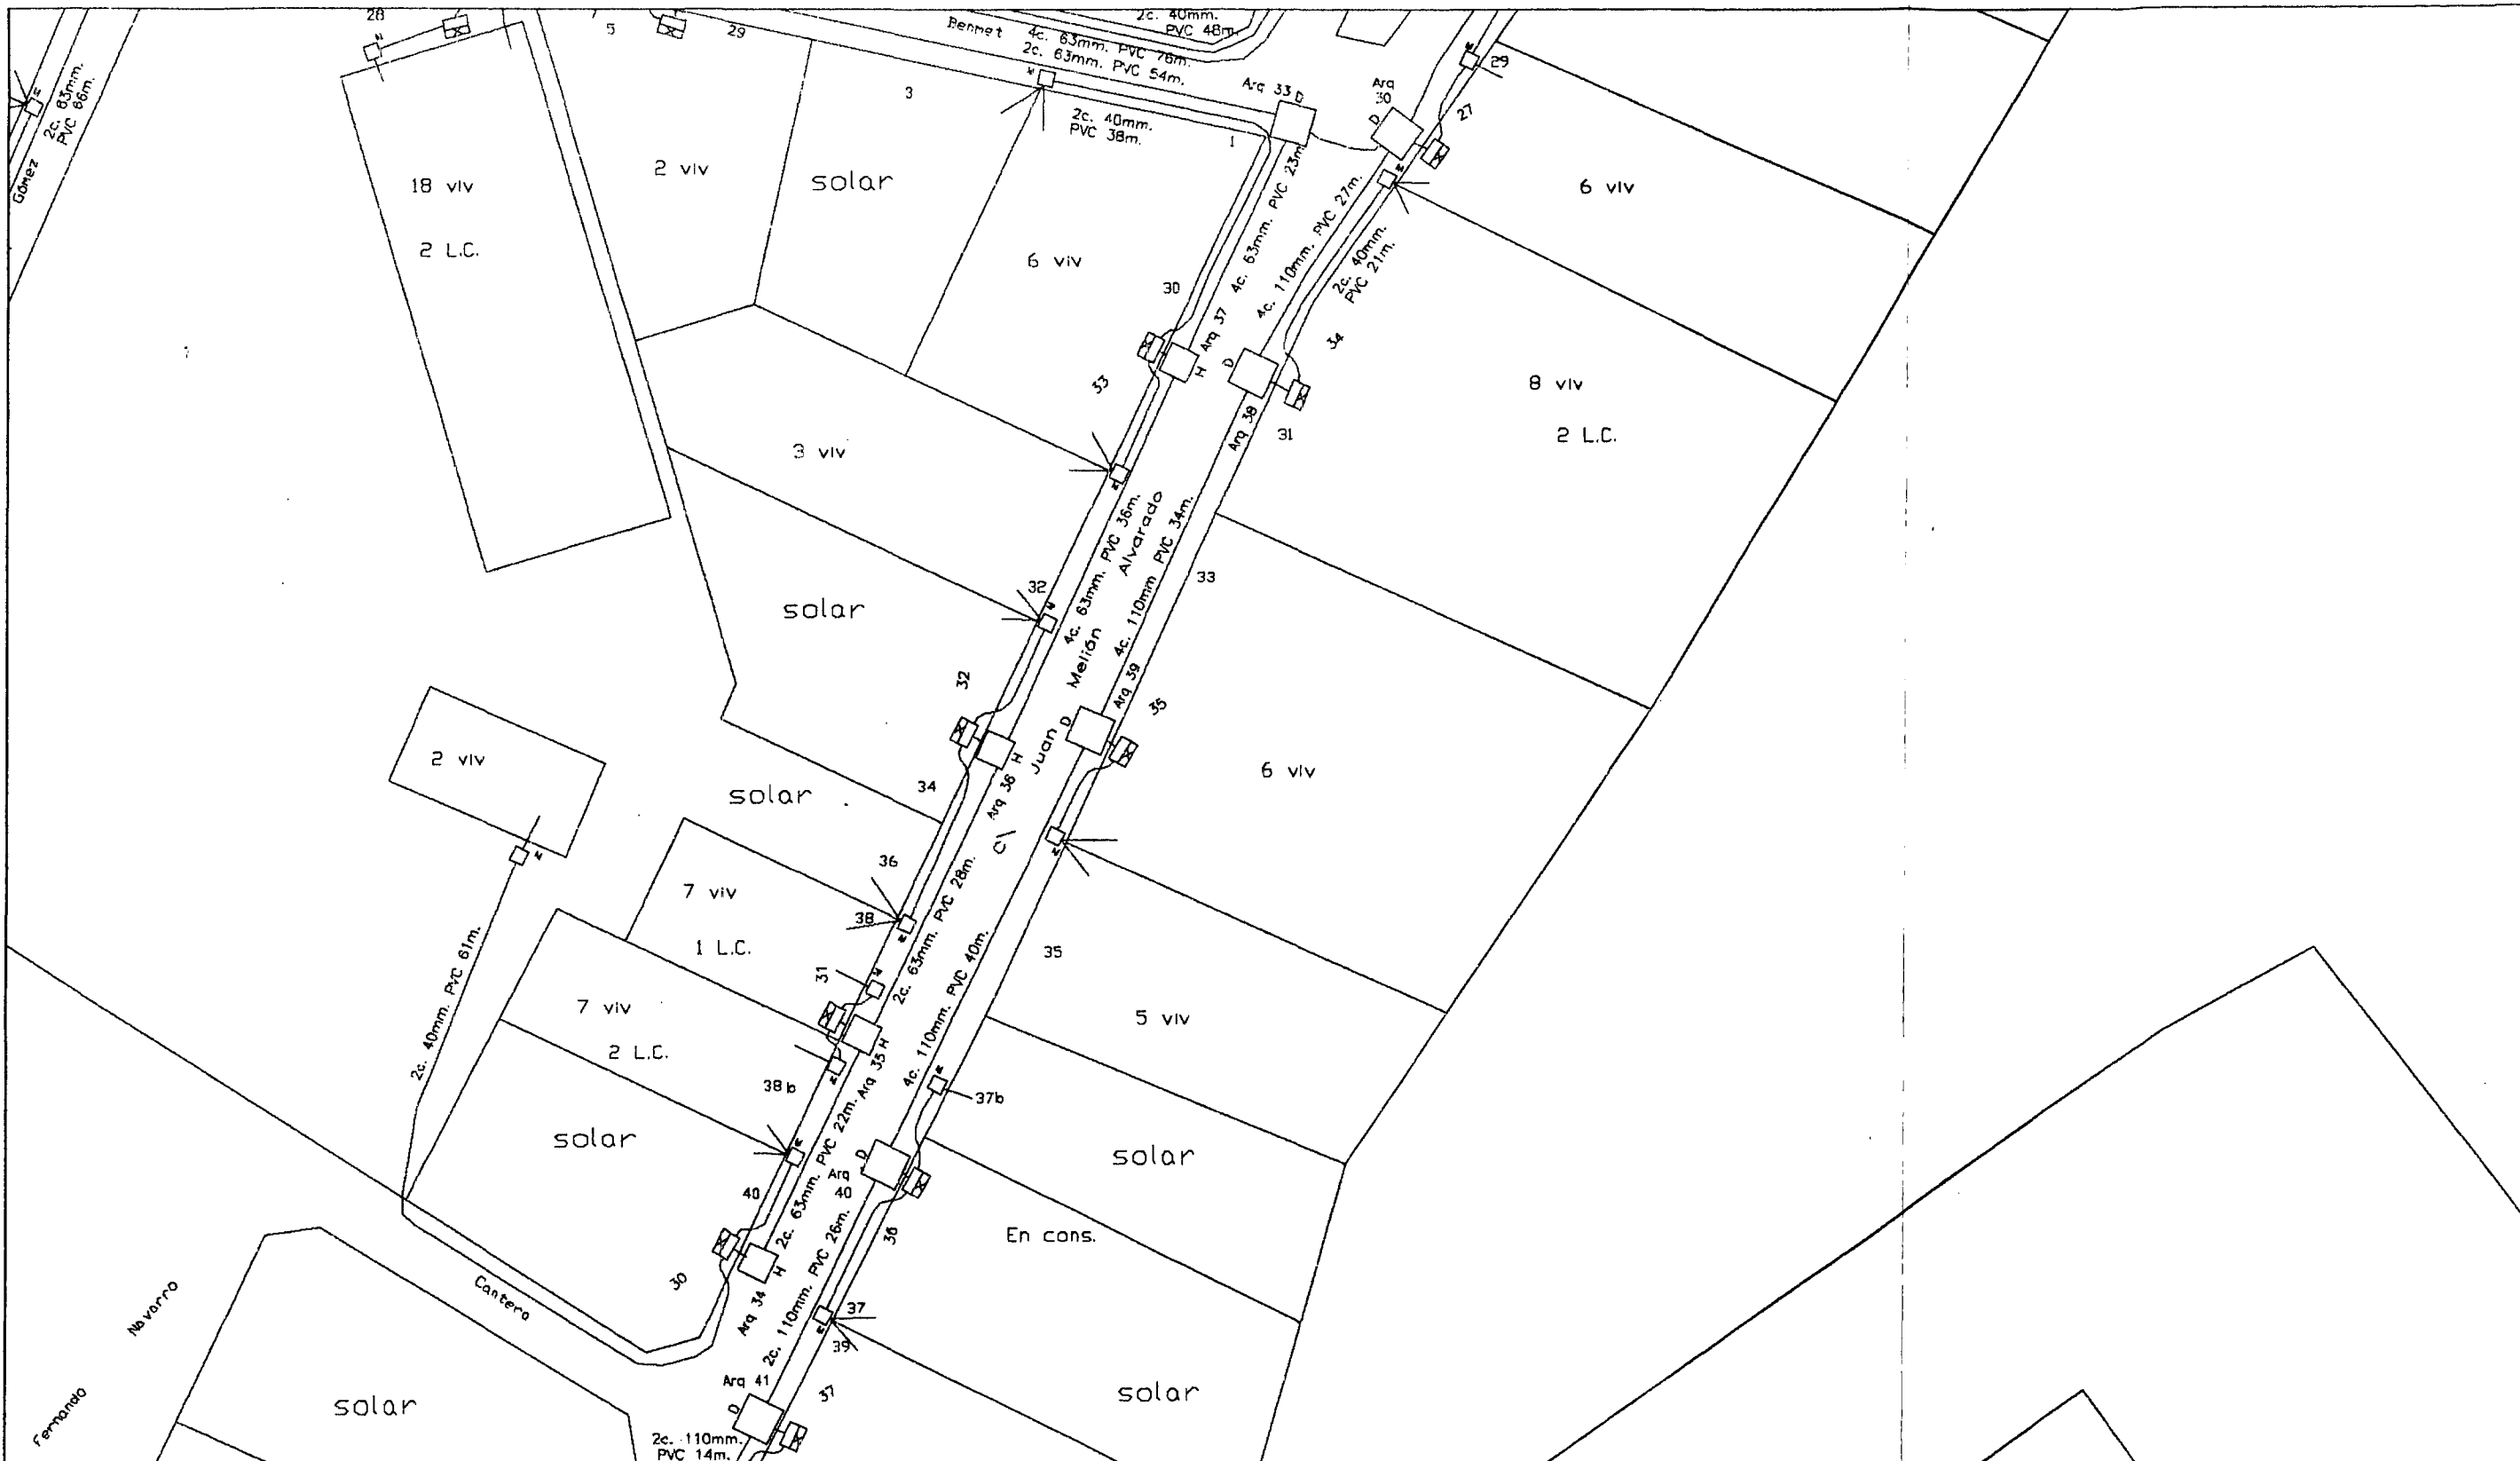 28
5
29
Bennet
2c. 40mm.
PVC 48m.
4c. 63mm. PVC 76m.
2c. 63mm. PVC 54m.
2c. 63mm.
PVC 66m.
Gómez
3
2c. 40mm.
PVC 38m.
1
Arq 33
D
Arq
30
D
29
27
18 viv
2 L.C.
2 viv
solar
6 viv
6 viv
30
4c. 63mm. PVC 23m.
4c. 110mm. PVC 27m.
2c. 40mm.
PVC 21m.
34
Arq 37
H
D
Arq 38
31
33
8 viv
2 L.C.
3 viv
4c. 63mm. PVC 36m.
4c. 110mm PVC 34m.
C\ Juan Melián Alvarado
32
33
solar
32
Arq 39
D
35
34
Arq 36
H
2 viv
solar
6 viv
36
7 viv
1 L.C.
38
2c. 63mm. PVC 28m.
4c. 110mm. PVC 40m.
35
2c. 40mm. PVC 61m.
31
7 viv
2 L.C.
Arq 35
H
5 viv
38b
37b
solar
2c. 63mm. PVC 22m.
D
Arq
40
solar
40
36
En cons.
30
Arq 34
H
2c. 110mm. PVC 26m.
37
39
Cantero
Navarro
Fernando
solar
Arq 41
D
37
solar
2c. 110mm.
PVC 14m.